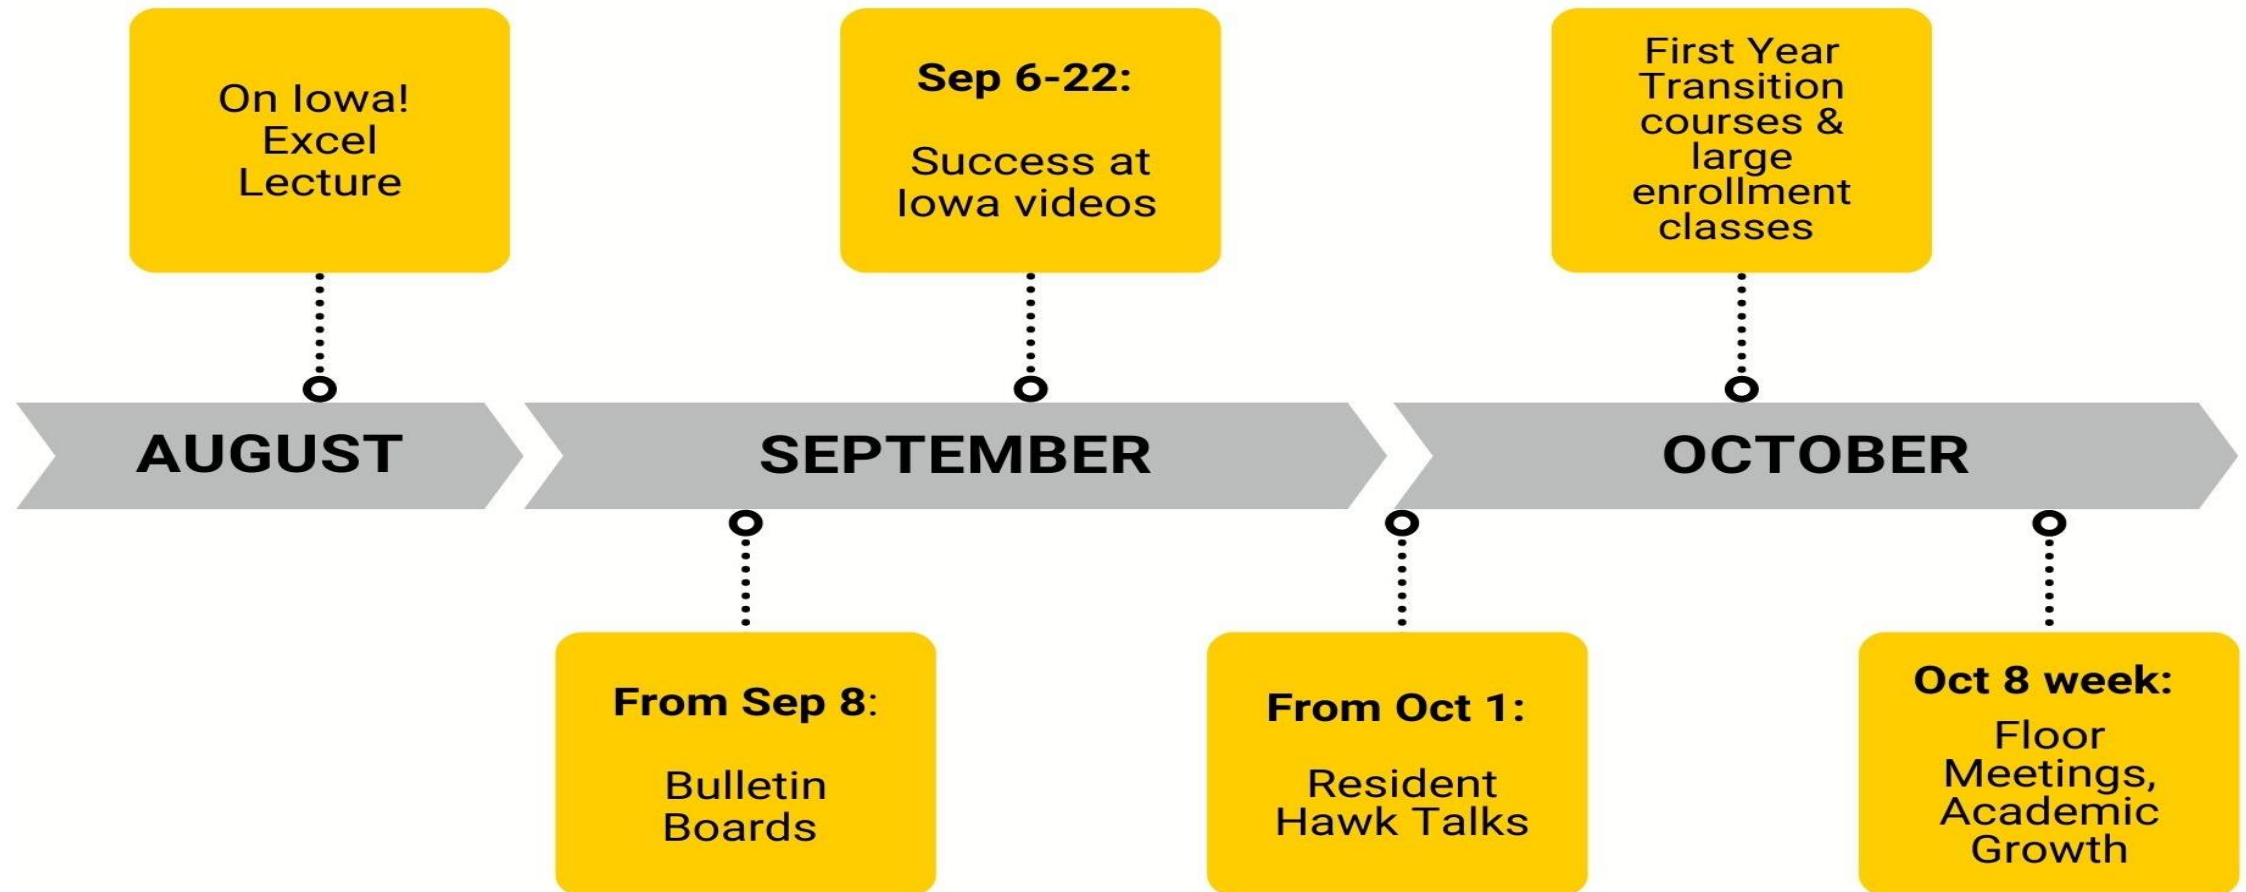 On Iowa!
Excel
Lecture
Sep 6-22:
Success at
Iowa videos
First Year
Transition
courses &
large
enrollment
classes
AUGUST
SEPTEMBER
OCTOBER
From Sep 8:
Bulletin
Boards
From Oct 1:
Resident
Hawk Talks
Oct 8 week:
Floor
Meetings,
Academic
Growth